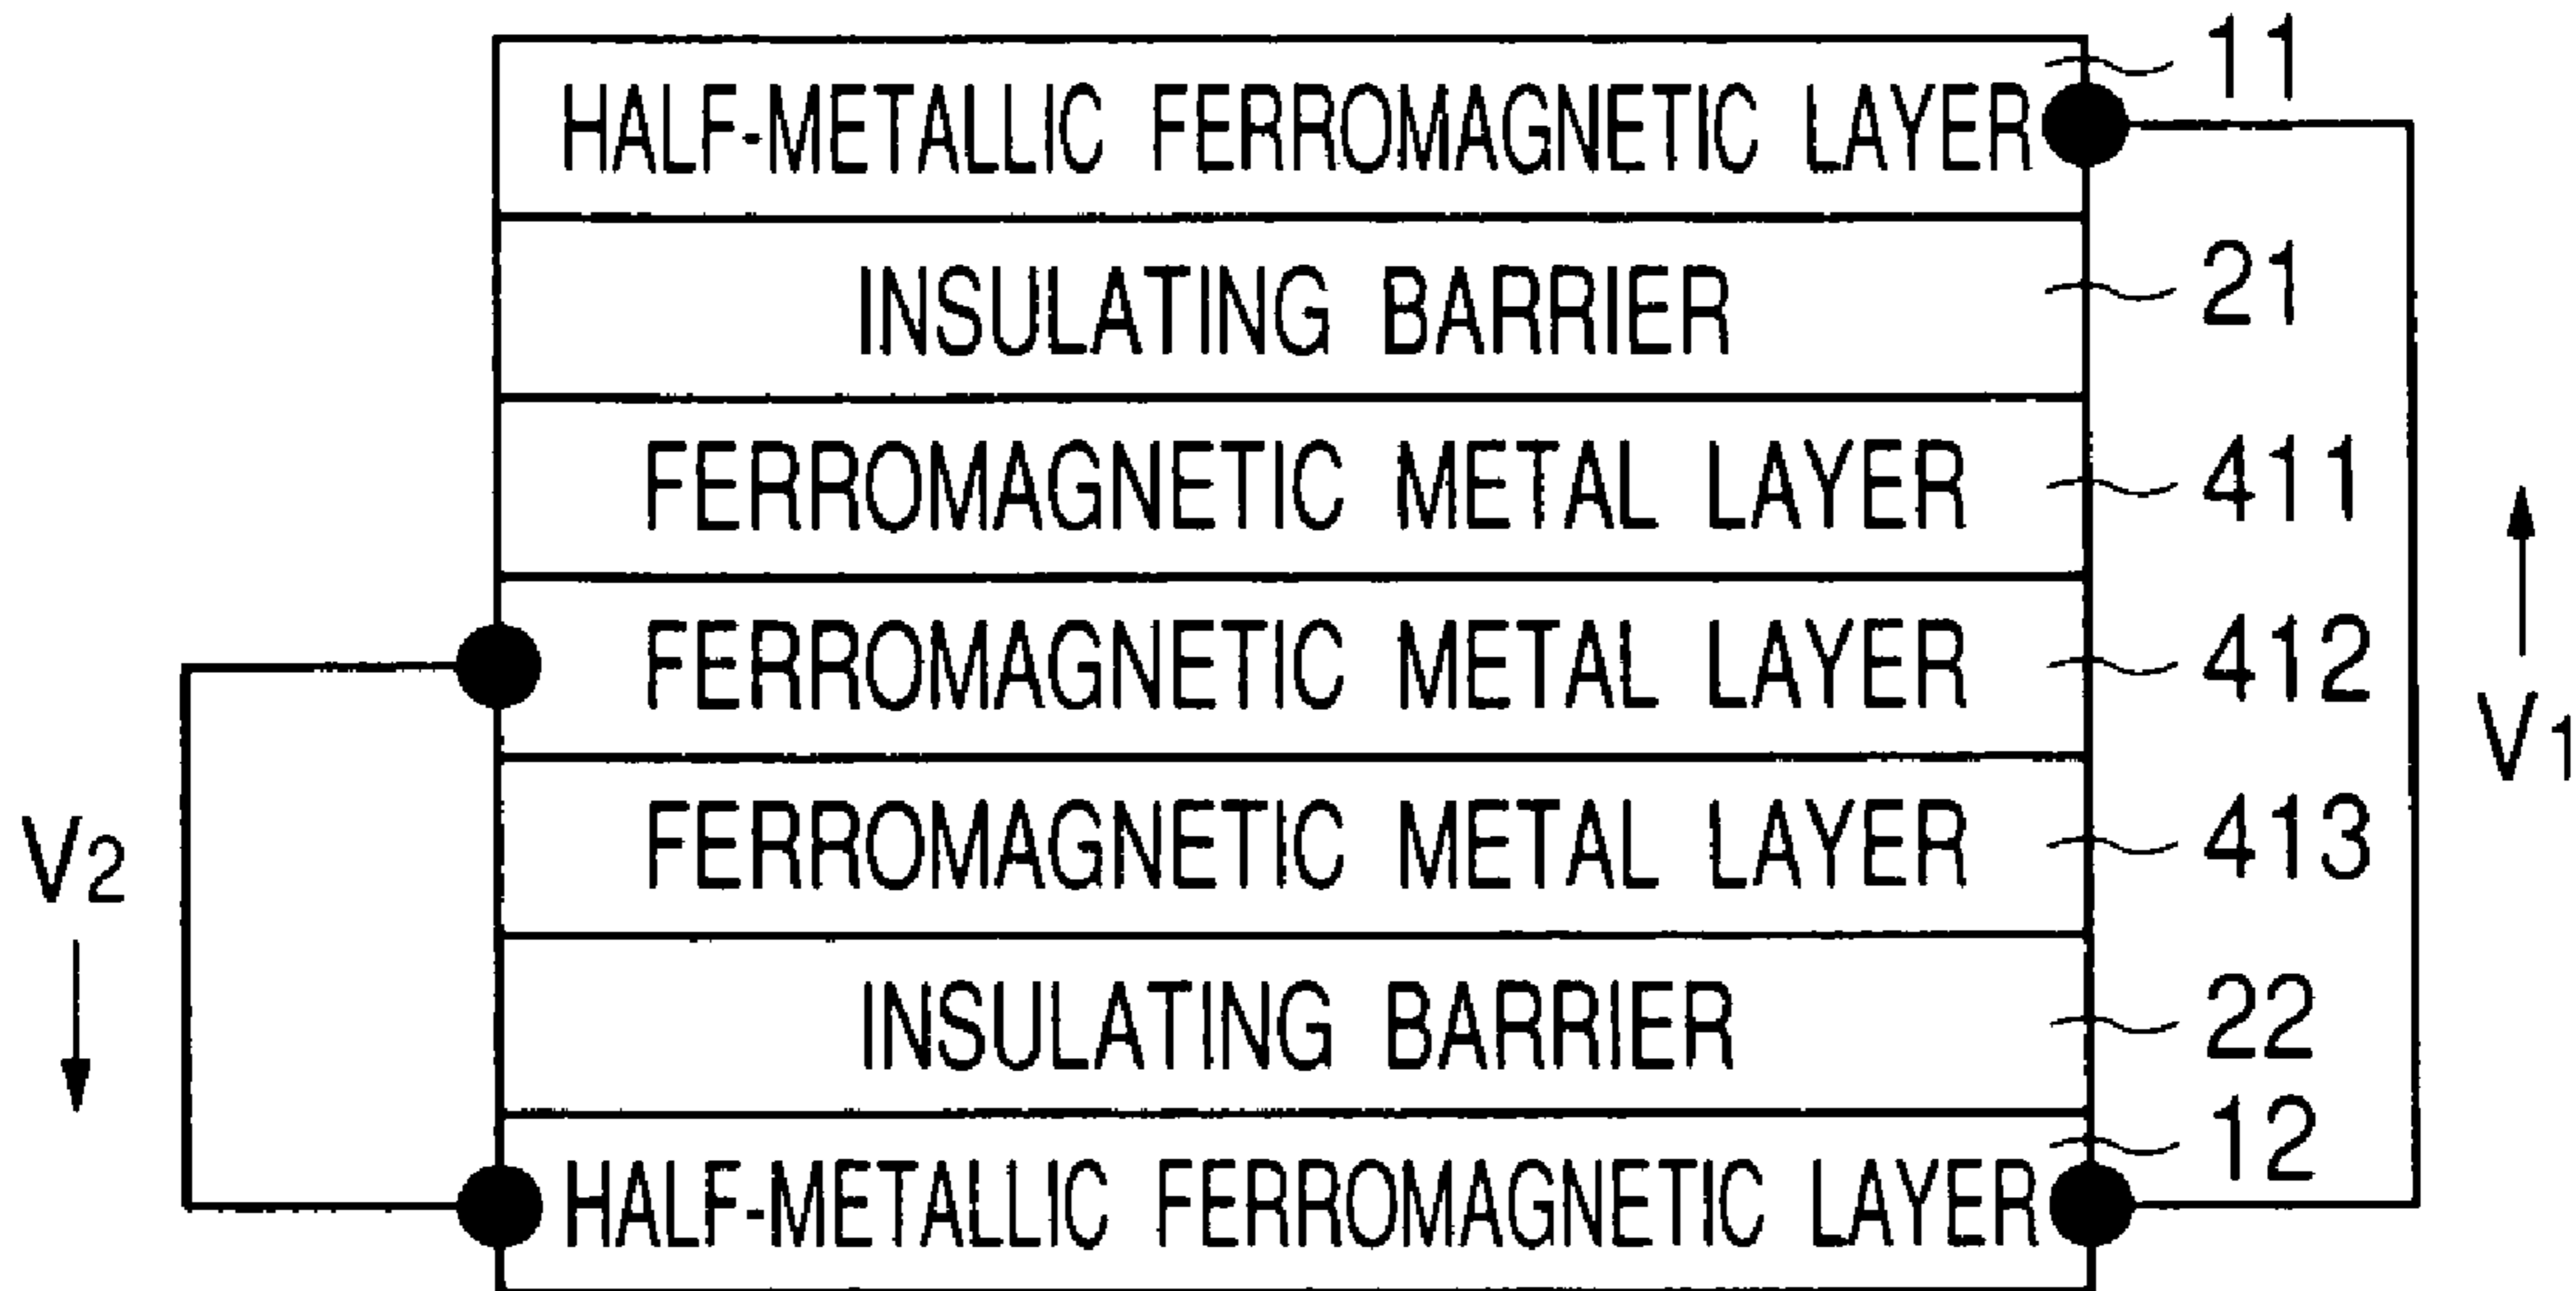 HALF-METALLIC FERROMAGNETIC LAYER 11
INSULATING BARRIER 21
FERROMAGNETIC METAL LAYER 411
FERROMAGNETIC METAL LAYER 412
V1
FERROMAGNETIC METAL LAYER 413
V2
INSULATING BARRIER 22
HALF-METALLIC FERROMAGNETIC LAYER 12